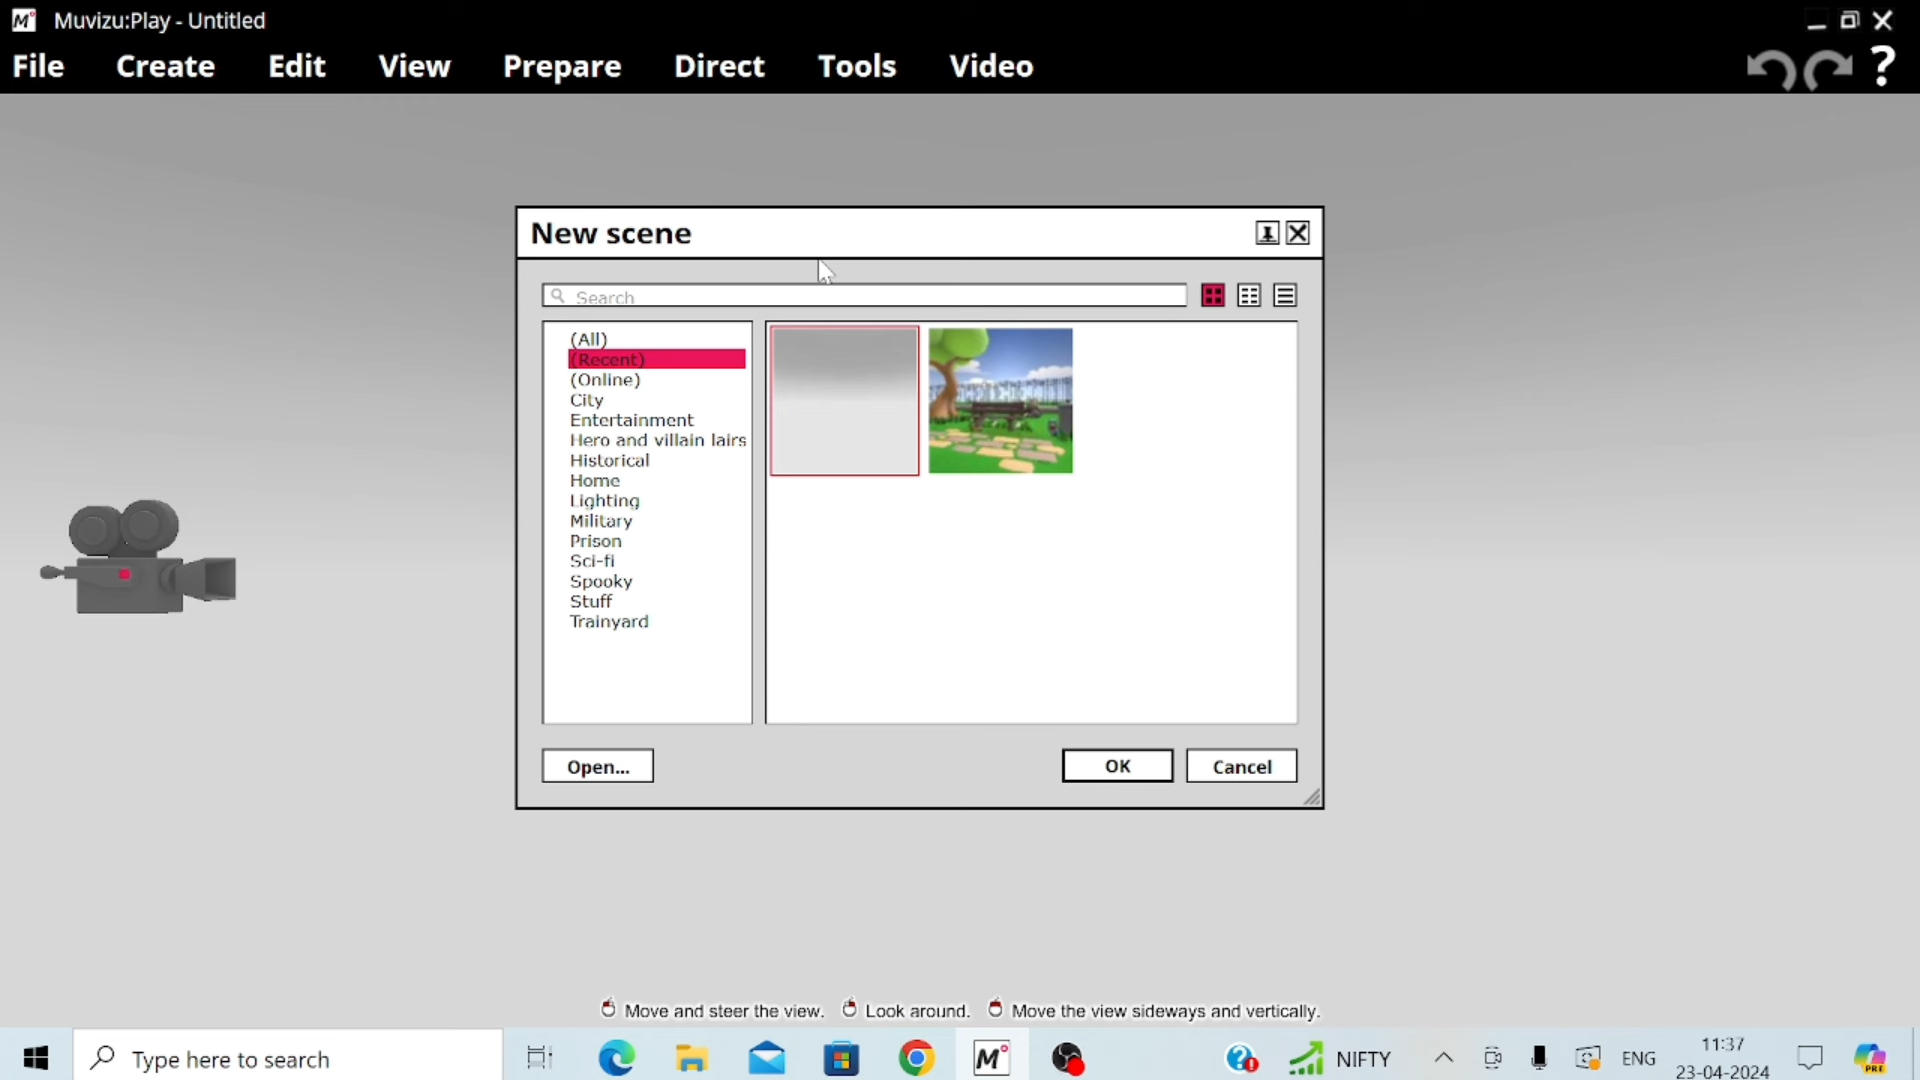 Muvizu:Play - Untitled
File Create Edit View Prepare Direct Tools Video ?
New scene
Search
(All)
(Recent)
(Online)
City
Entertainment
Hero and villain lairs
Historical
Home
Lighting
Military
Prison
Sci-fi
Spooky
Stuff
Trainyard
Open... OK Cancel
Move and steer the view. Look around. Move the view sideways and vertically.
Type here to search
NIFTY
ENG
11:37
23-04-2024
PRE